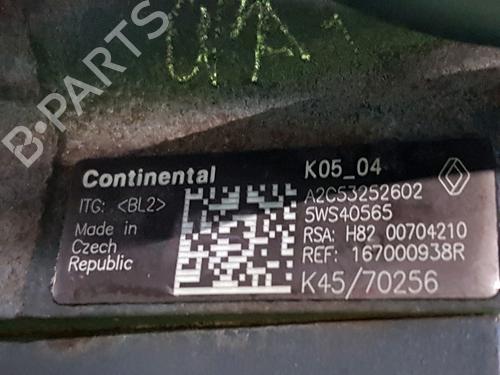 B-PARTS
Continental
ITG: <BL2>
Made in
Czech
Republic
K05_04
A2C53252602
5WS40565
RSA: H82 00704210
REF: 167000938R
K45/70256